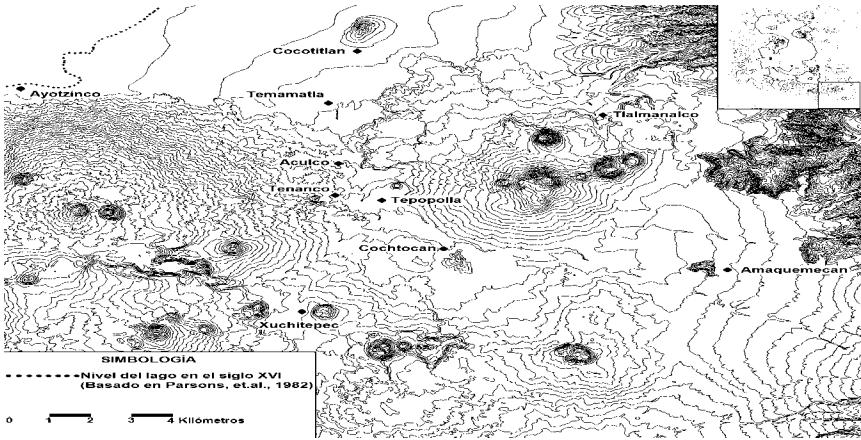 Cocotitlan
Ayotzinco
Temamatla
Tlalmanalco
Aculco
Tenanco
Tepopolla
Cochtocan
Amaquemecan
Xuchitepec
SIMBOLOGÍA
Nivel del lago en el siglo XVI
(Basado en Parsons, et.al., 1982)
0 1 2 3 4 Kilómetros